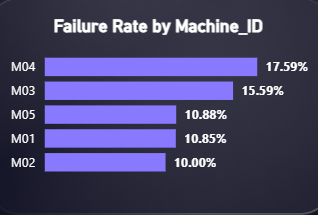 Failure Rate by Machine_ID
M04 17.59%
M03 15.59%
M05 10.88%
M01 10.85%
M02 10.00%